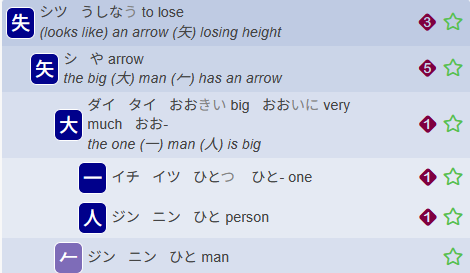 失 シツ うしなう to lose 3
(looks like) an arrow (矢) losing height
矢 シ や arrow 5
the big (大) man (𠂉) has an arrow
大 ダイ タイ おおきい big おおいに very
much おお- 1
the one (一) man (人) is big
一 イチ イツ ひとつ ひと- one 1
人 ジン ニン ひと person 1
𠂉 ジン ニン ひと man